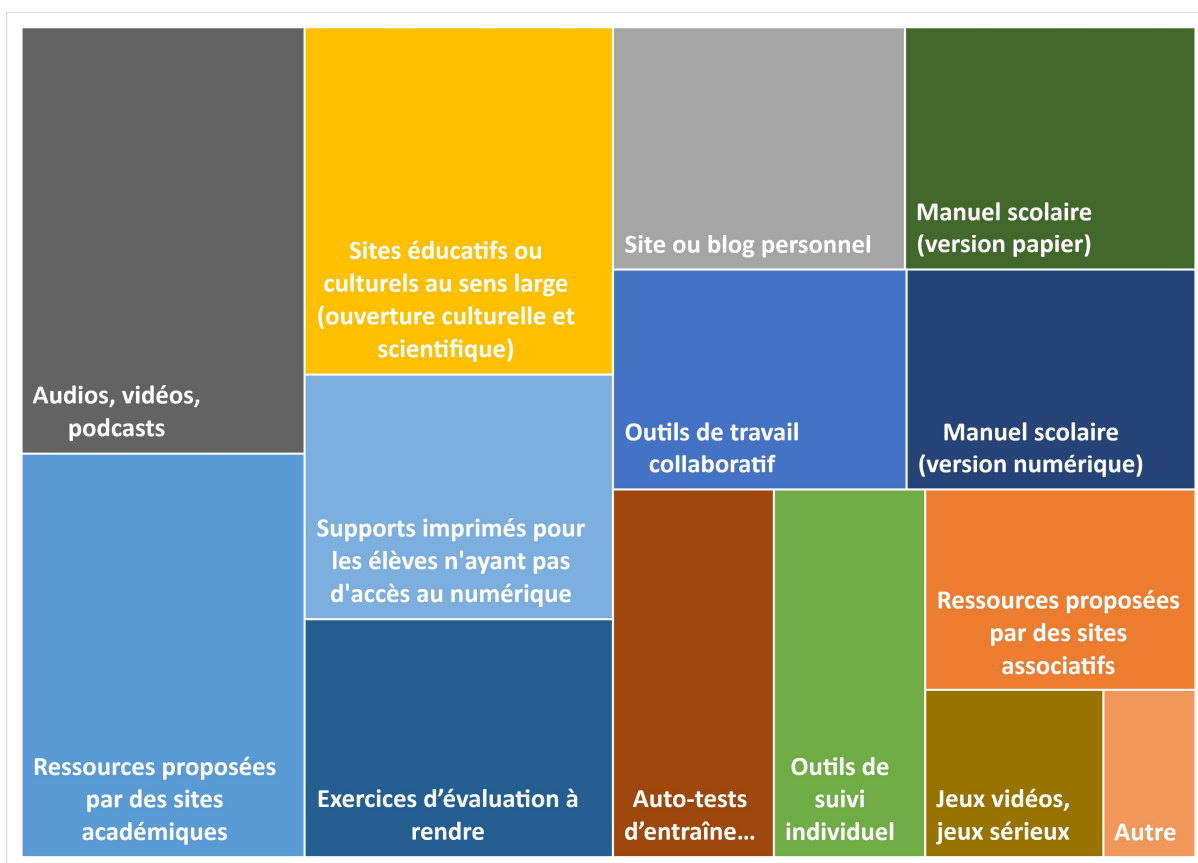 Audios, vidéos,
podcasts
Ressources proposées
par des sites
académiques
Sites éducatifs ou
culturels au sens large
(ouverture culturelle et
scientifique)
Supports imprimés pour
les élèves n'ayant pas
d'accès au numérique
Exercices d’évaluation à
rendre
Site ou blog personnel
Manuel scolaire
(version papier)
Outils de travail
collaboratif
Manuel scolaire
(version numérique)
Auto-tests
d’entraîne…
Outils de
suivi
individuel
Ressources proposées
par des sites
associatifs
Jeux vidéos,
jeux sérieux
Autre